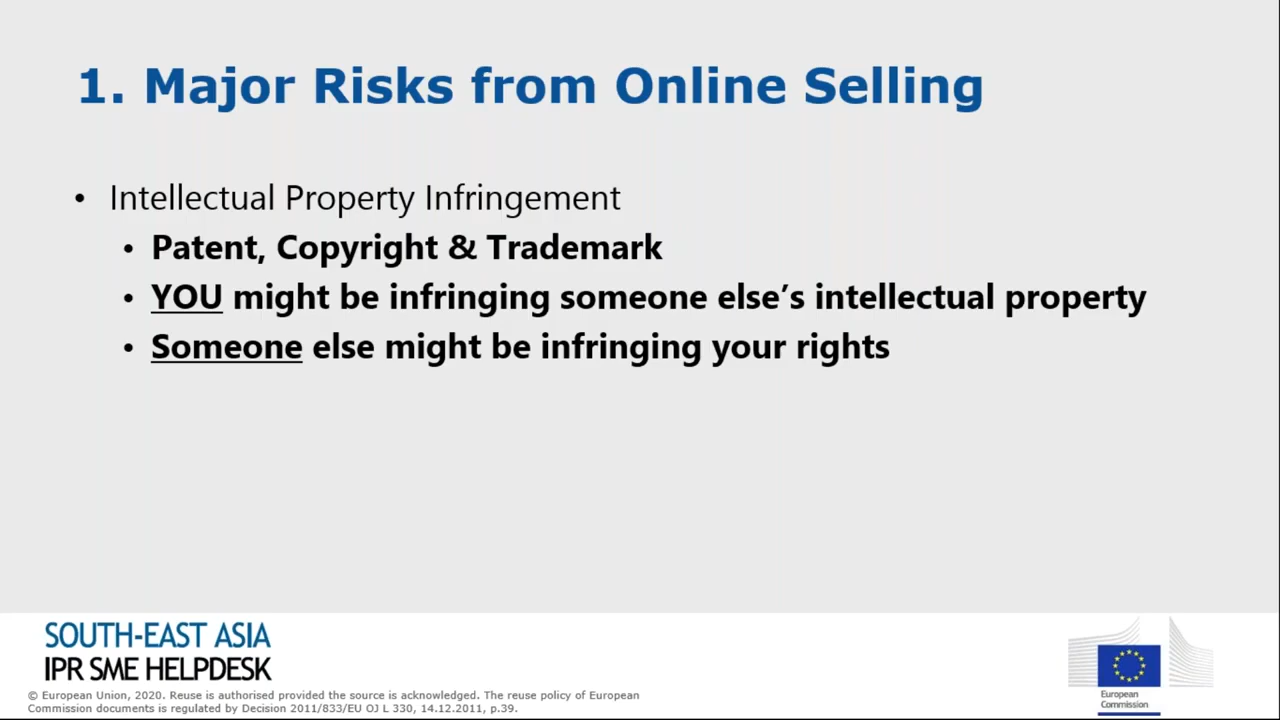 1. Major Risks from Online Selling
• Intellectual Property Infringement
• Patent, Copyright & Trademark
• YOU might be infringing someone else’s intellectual property
• Someone else might be infringing your rights
SOUTH-EAST ASIA
IPR SME HELPDESK
© European Union, 2020. Reuse is authorised provided the source is acknowledged. The reuse policy of European
Commission documents is regulated by Decision 2011/833/EU OJ L 330, 14.12.2011, p.39.
European
Commission